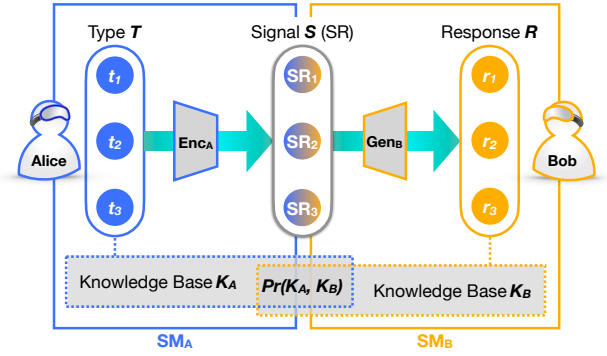 Type T
Signal S (SR)
Response R
t1
SR1
r1
Alice
t2
EncA
SR2
GenB
r2
Bob
t3
SR3
r3
Knowledge Base KA
Pr(KA, KB)
Knowledge Base KB
SMA
SMB